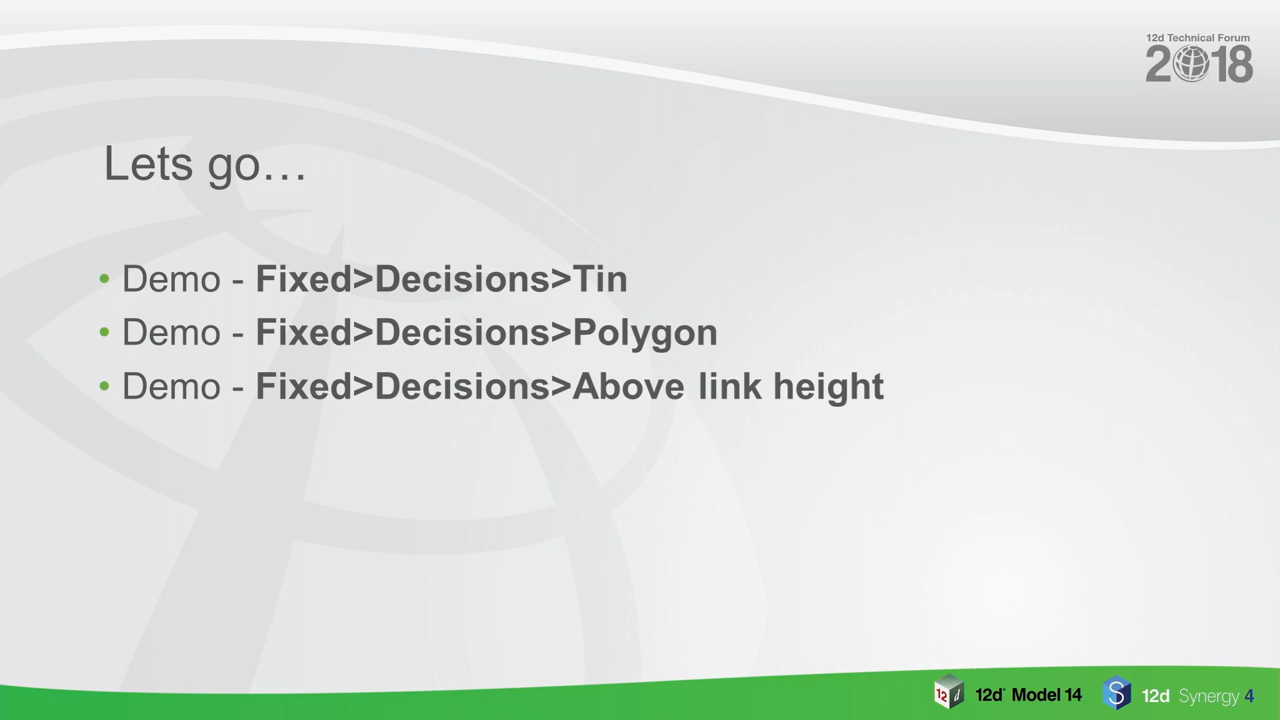 12d Technical Forum
2018
Lets go…
• Demo - Fixed>Decisions>Tin
• Demo - Fixed>Decisions>Polygon
• Demo - Fixed>Decisions>Above link height
12d 12d® Model 14 S 12d Synergy 4